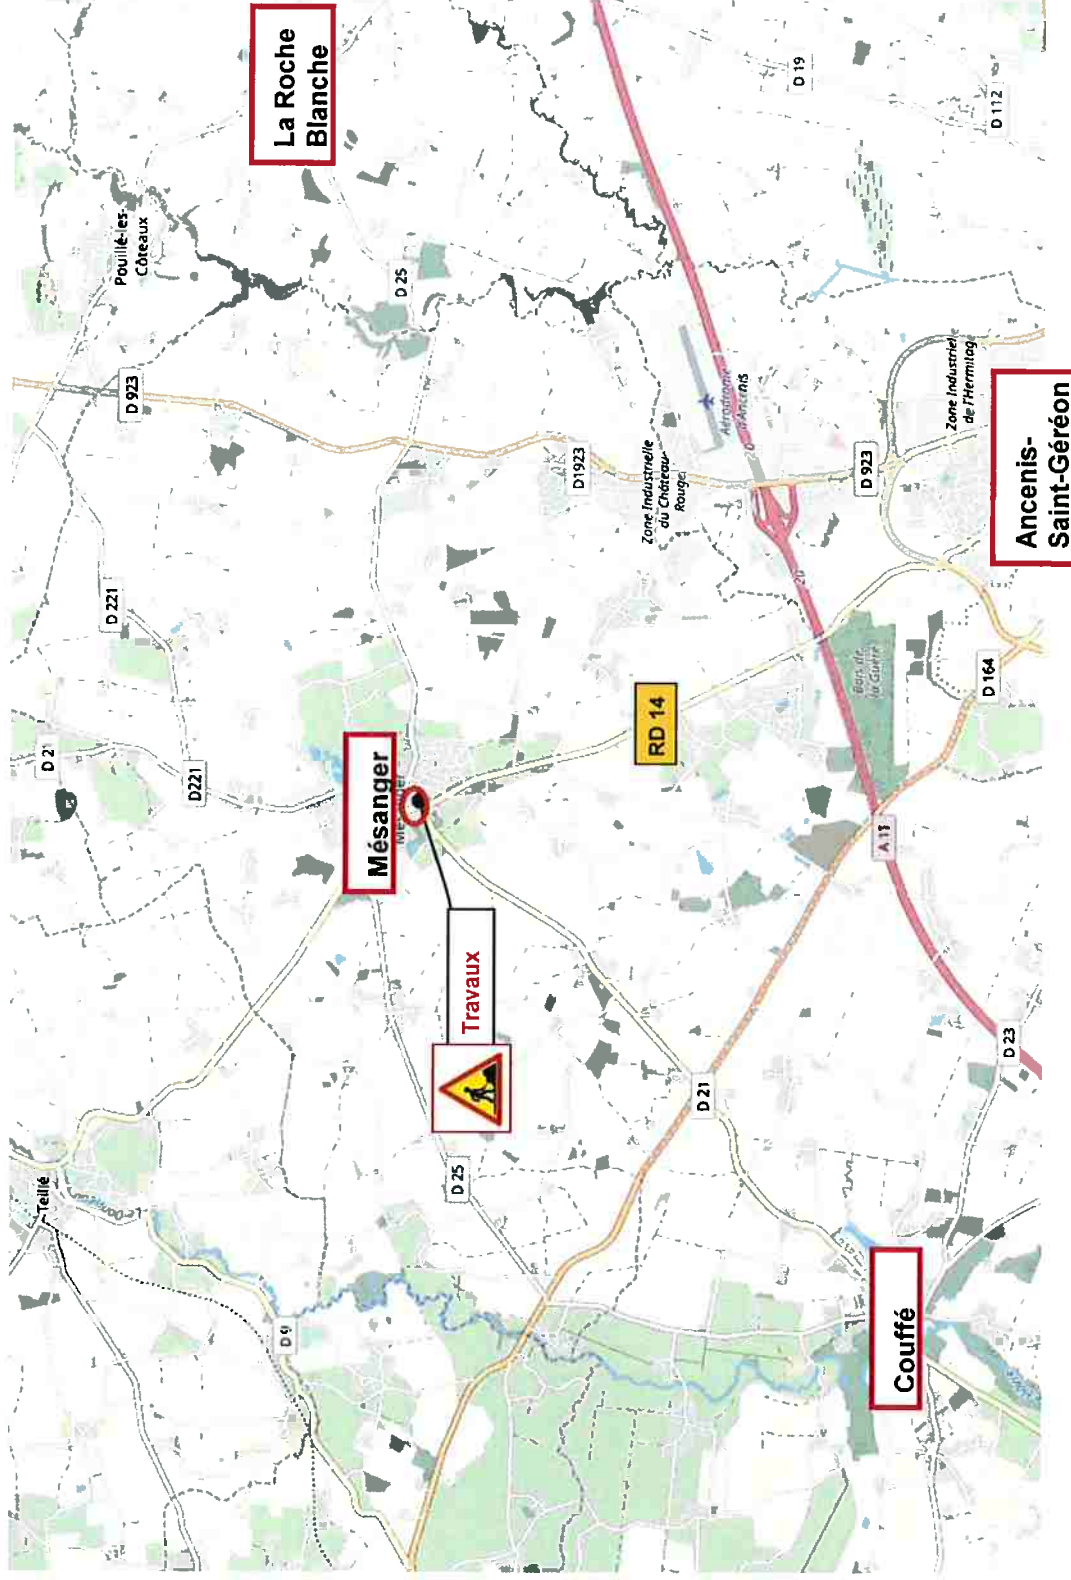 La Roche
Blanche
Pouillé-les-
Côteaux
D 19
D 112
D 25
D 923
D1923
Zone Industrielle
du Château
Rouge
Aérodrome
d'Ancenis
D 923
Zone Industrielle
de l'Hermitage
Ancenis-
Saint-Géréon
D 221
D 21
D221
RD 14
Bois de
la Guère
D 164
Mésanger
A 11
Travaux
D 23
D 21
D 25
Teillé
D 9
Couffé